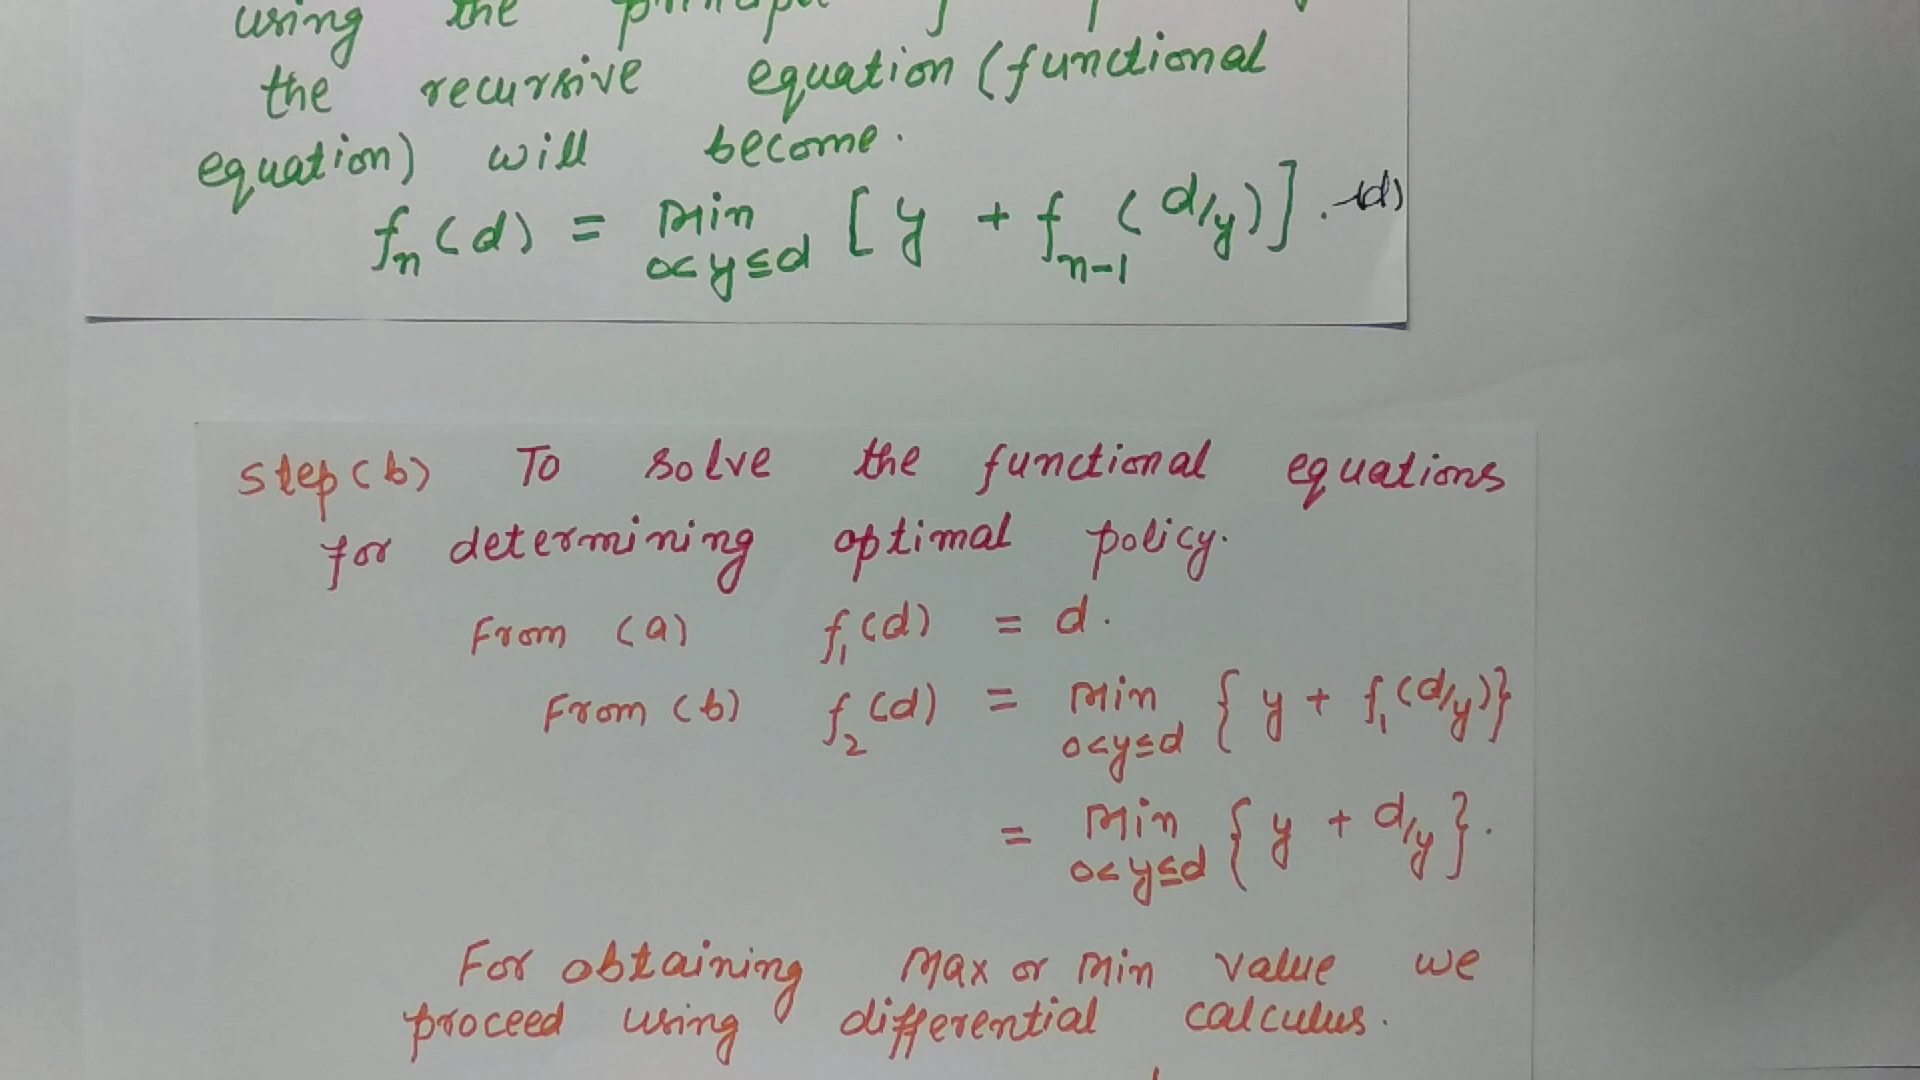 using the
the recursive equation (functional
equation) will become.
fn(d) = Min 0<y≤d [y + fn-1 (d/y)]. (d)
step(b) To solve the functional equations
for determining optimal policy.
From (a) f1(d) = d.
From (b) f2(d) = Min 0<y≤d {y + f1(d/y)}
= Min 0<y≤d {y + d/y}.
For obtaining Max or Min value we
proceed using differential calculus.